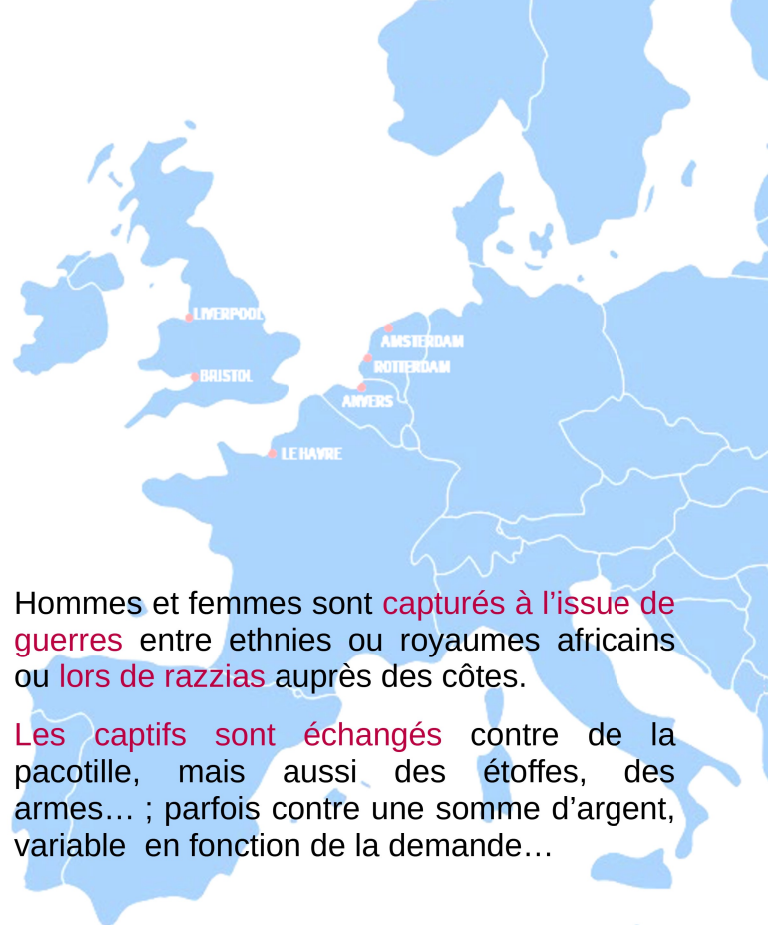 LIVERPOOL
AMSTERDAM
ROTTERDAM
BRISTOL
ANVERS
LE HAVRE
Hommes et femmes sont capturés à l’issue de
guerres entre ethnies ou royaumes africains
ou lors de razzias auprès des côtes.
Les captifs sont échangés contre de la
pacotille, mais aussi des étoffes, des
armes… ; parfois contre une somme d’argent,
variable  en fonction de la demande…